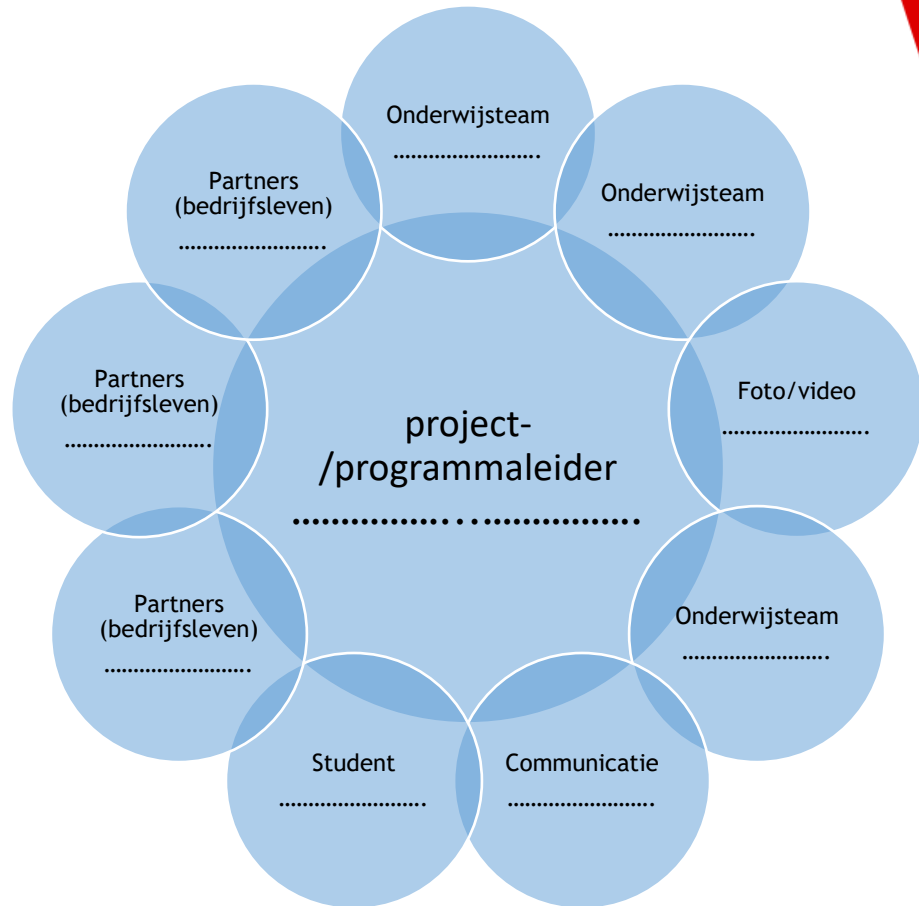 Onderwijsteam
............................
Onderwijsteam
............................
Partners
(bedrijfsleven)
............................
Foto/video
............................
Partners
(bedrijfsleven)
............................
project-
/programmaleider
....................................
Onderwijsteam
............................
Partners
(bedrijfsleven)
............................
Student
............................
Communicatie
............................